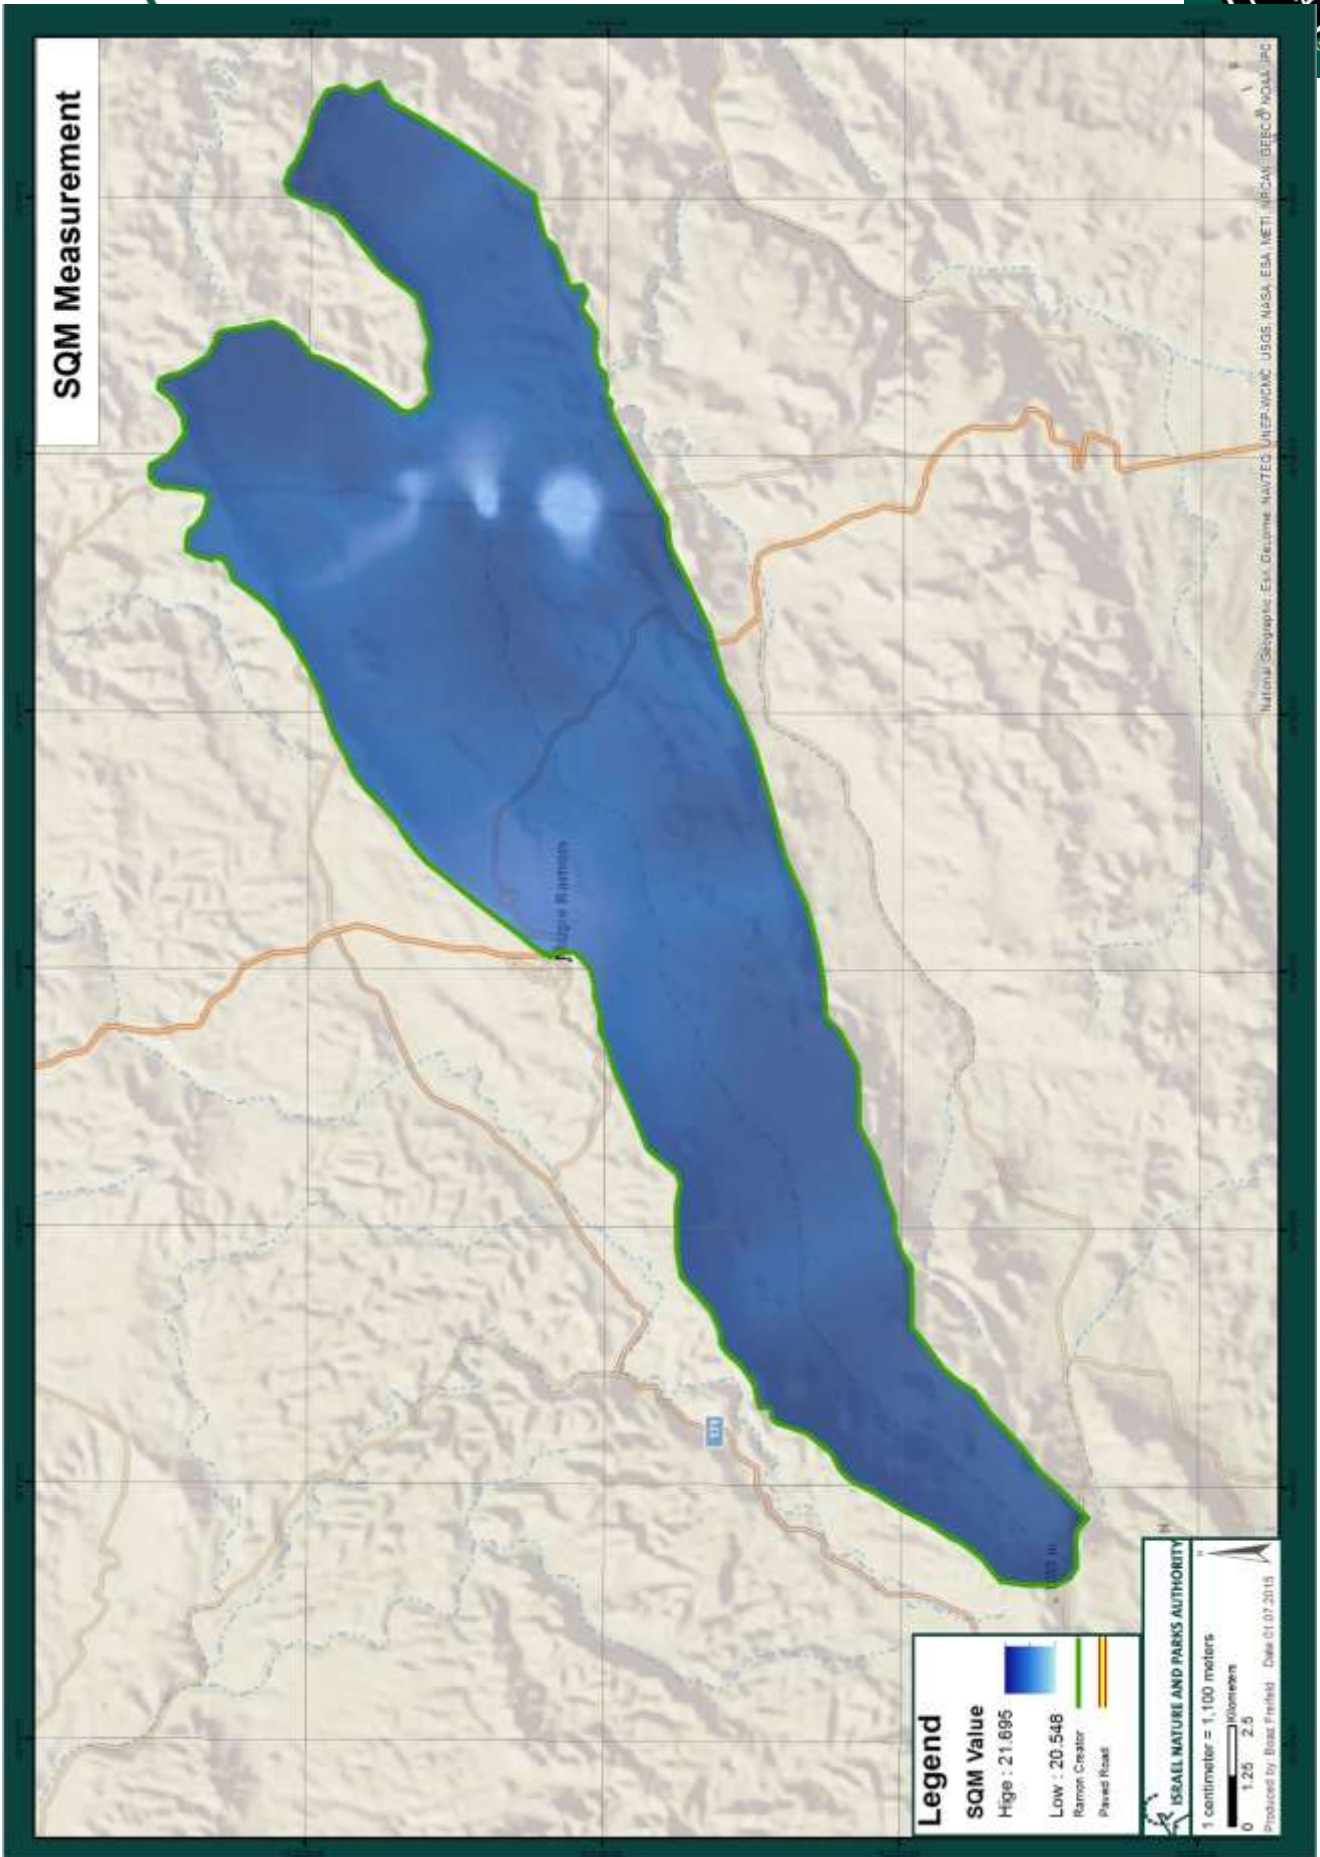 SQM Measurement
Mizpe Ramon
171
Legend
SQM Value
Hige : 21.695
Low : 20.548
Ramon Creator
Paved Road
ISRAEL NATURE AND PARKS AUTHORITY
1 centimeter = 1,100 meters
Kilometers
0 1.25 2.5
Produced by: Boaz Freifeld Date 01.07.2015
National Geographic, Esri, DeLorme, NAVTEQ, UNEP-WCMC, USGS, NASA, ESA, METI, NRCAN, GEBCO, NOAA, iPC